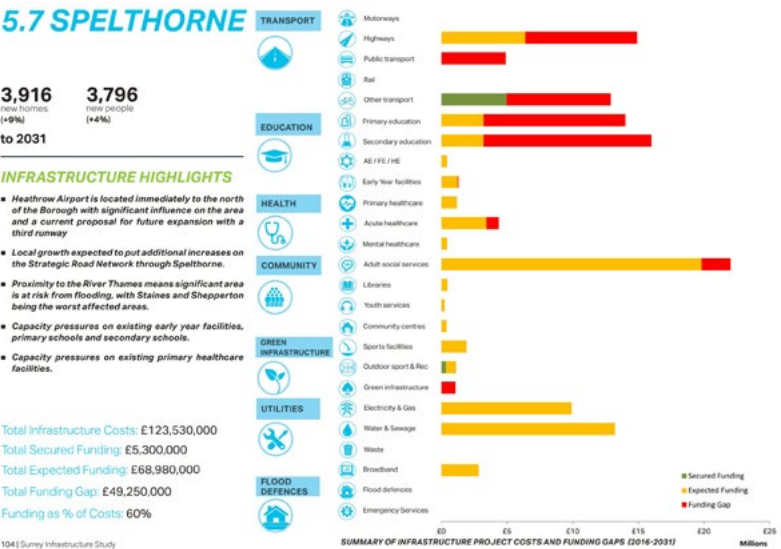 5.7 SPELTHORNE
3,916
new homes
(+9%)
3,796
new people
(+4%)
to 2031
INFRASTRUCTURE HIGHLIGHTS
Heathrow Airport is located immediately to the north
of the Borough with significant influence on the area
and a current proposal for future expansion with a
third runway
Local growth expected to put additional increases on
the Strategic Road Network through Spelthorne.
Proximity to the River Thames means significant area
is at risk from flooding, with Staines and Shepperton
being the worst affected areas.
Capacity pressures on existing early year facilities,
primary schools and secondary schools.
Capacity pressures on existing primary healthcare
facilities.
Total Infrastructure Costs: £123,530,000
Total Secured Funding: £5,300,000
Total Expected Funding: £68,980,000
Total Funding Gap: £49,250,000
Funding as % of Costs: 60%
104 | Surrey Infrastructure Study
TRANSPORT
Motorways
Highways
Public transport
Rail
Other transport
EDUCATION
Primary education
Secondary education
AE / FE / HE
Early Year facilities
HEALTH
Primary healthcare
Acute healthcare
Mental healthcare
COMMUNITY
Adult social services
Libraries
Youth services
Community centres
Sports facilities
GREEN
INFRASTRUCTURE
Outdoor sport & Rec
Green infrastructure
UTILITIES
Electricity & Gas
Water & Sewage
Waste
Broadband
FLOOD
DEFENCES
Flood defences
Emergency Services
Secured Funding
Expected Funding
Funding Gap
£0 £5 £10 £15 £20 £25
Millions
SUMMARY OF INFRASTRUCTURE PROJECT COSTS AND FUNDING GAPS (2016-2031)